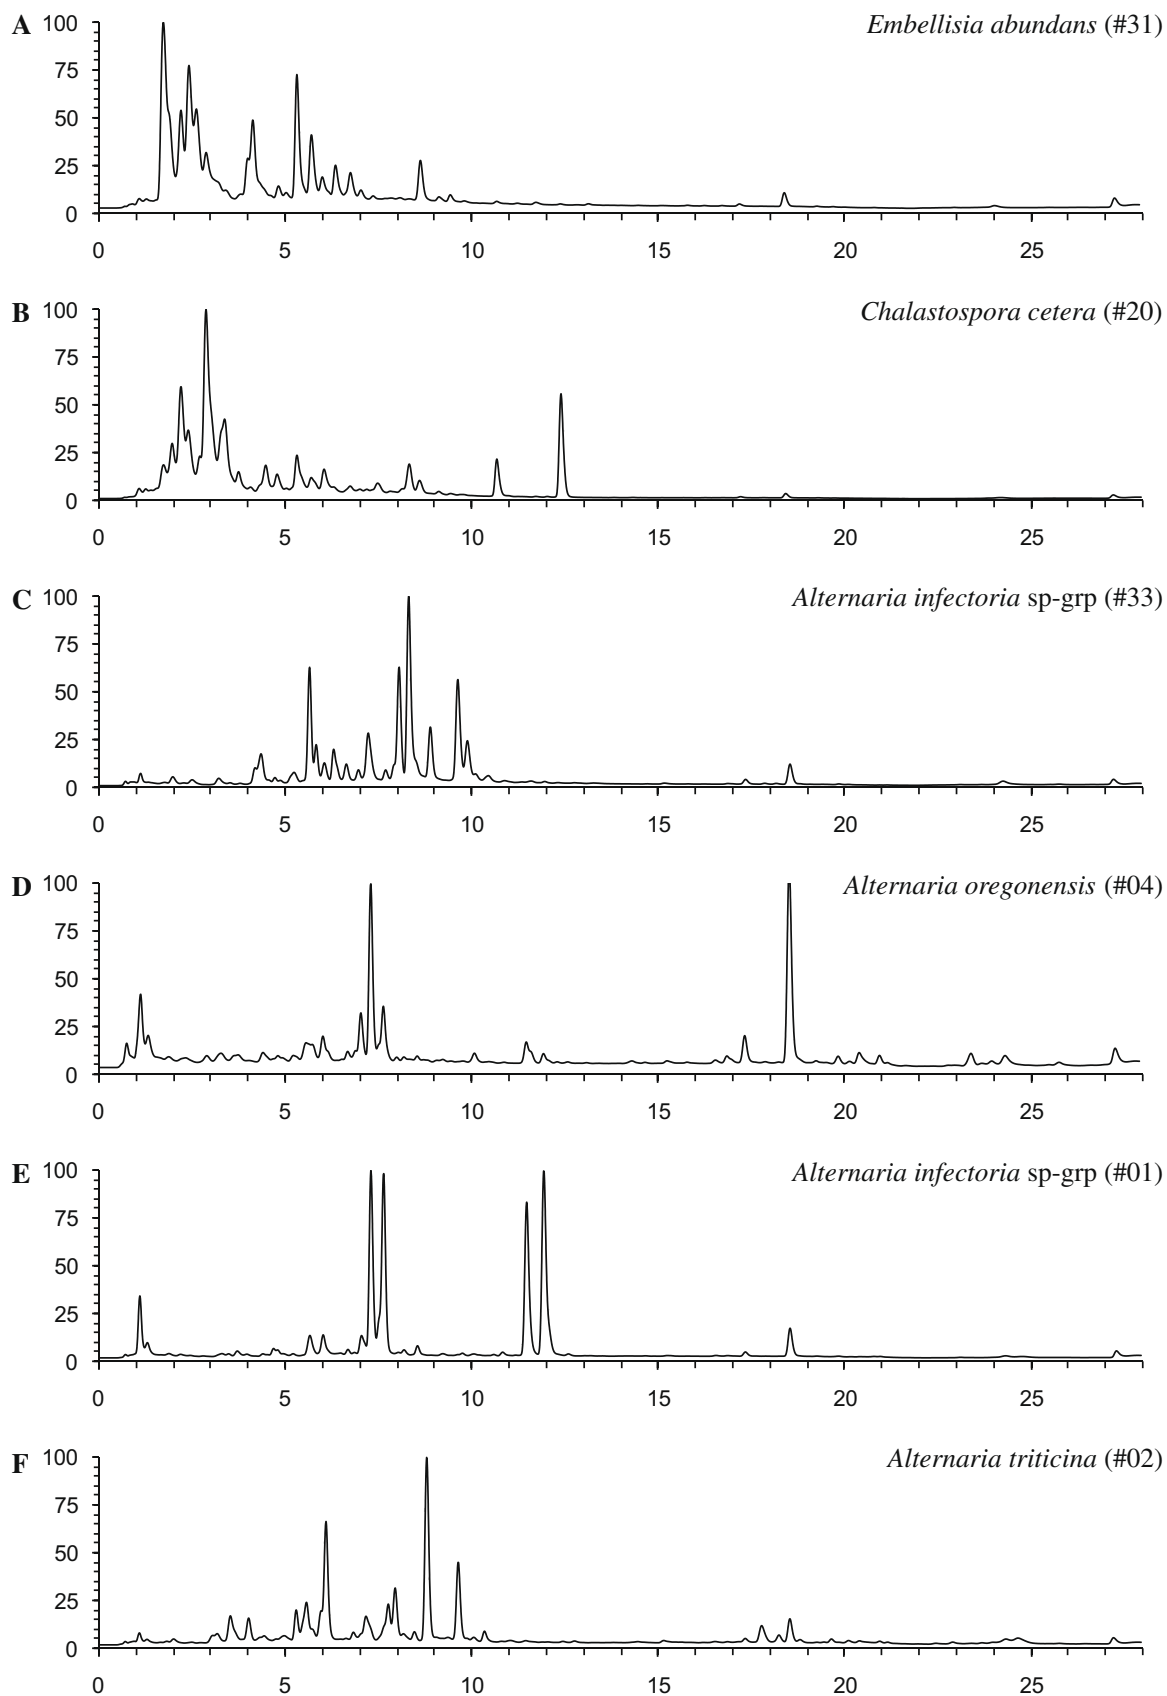 A 100 Embellisia abundans (#31)
75
50
25
0
0 5 10 15 20 25
B 100 Chalastospora cetera (#20)
75
50
25
0
0 5 10 15 20 25
C 100 Alternaria infectoria sp-grp (#33)
75
50
25
0
0 5 10 15 20 25
D 100 Alternaria oregonensis (#04)
75
50
25
0
0 5 10 15 20 25
E 100 Alternaria infectoria sp-grp (#01)
75
50
25
0
0 5 10 15 20 25
F 100 Alternaria triticina (#02)
75
50
25
0
0 5 10 15 20 25